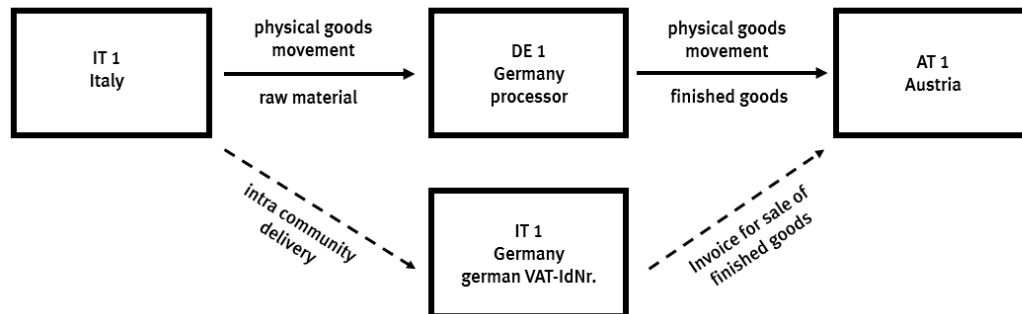 IT 1
Italy
physical goods
movement
raw material
DE 1
Germany
processor
physical goods
movement
finished goods
AT 1
Austria
intra community
delivery
IT 1
Germany
german VAT-IdNr.
Invoice for sale of
finished goods